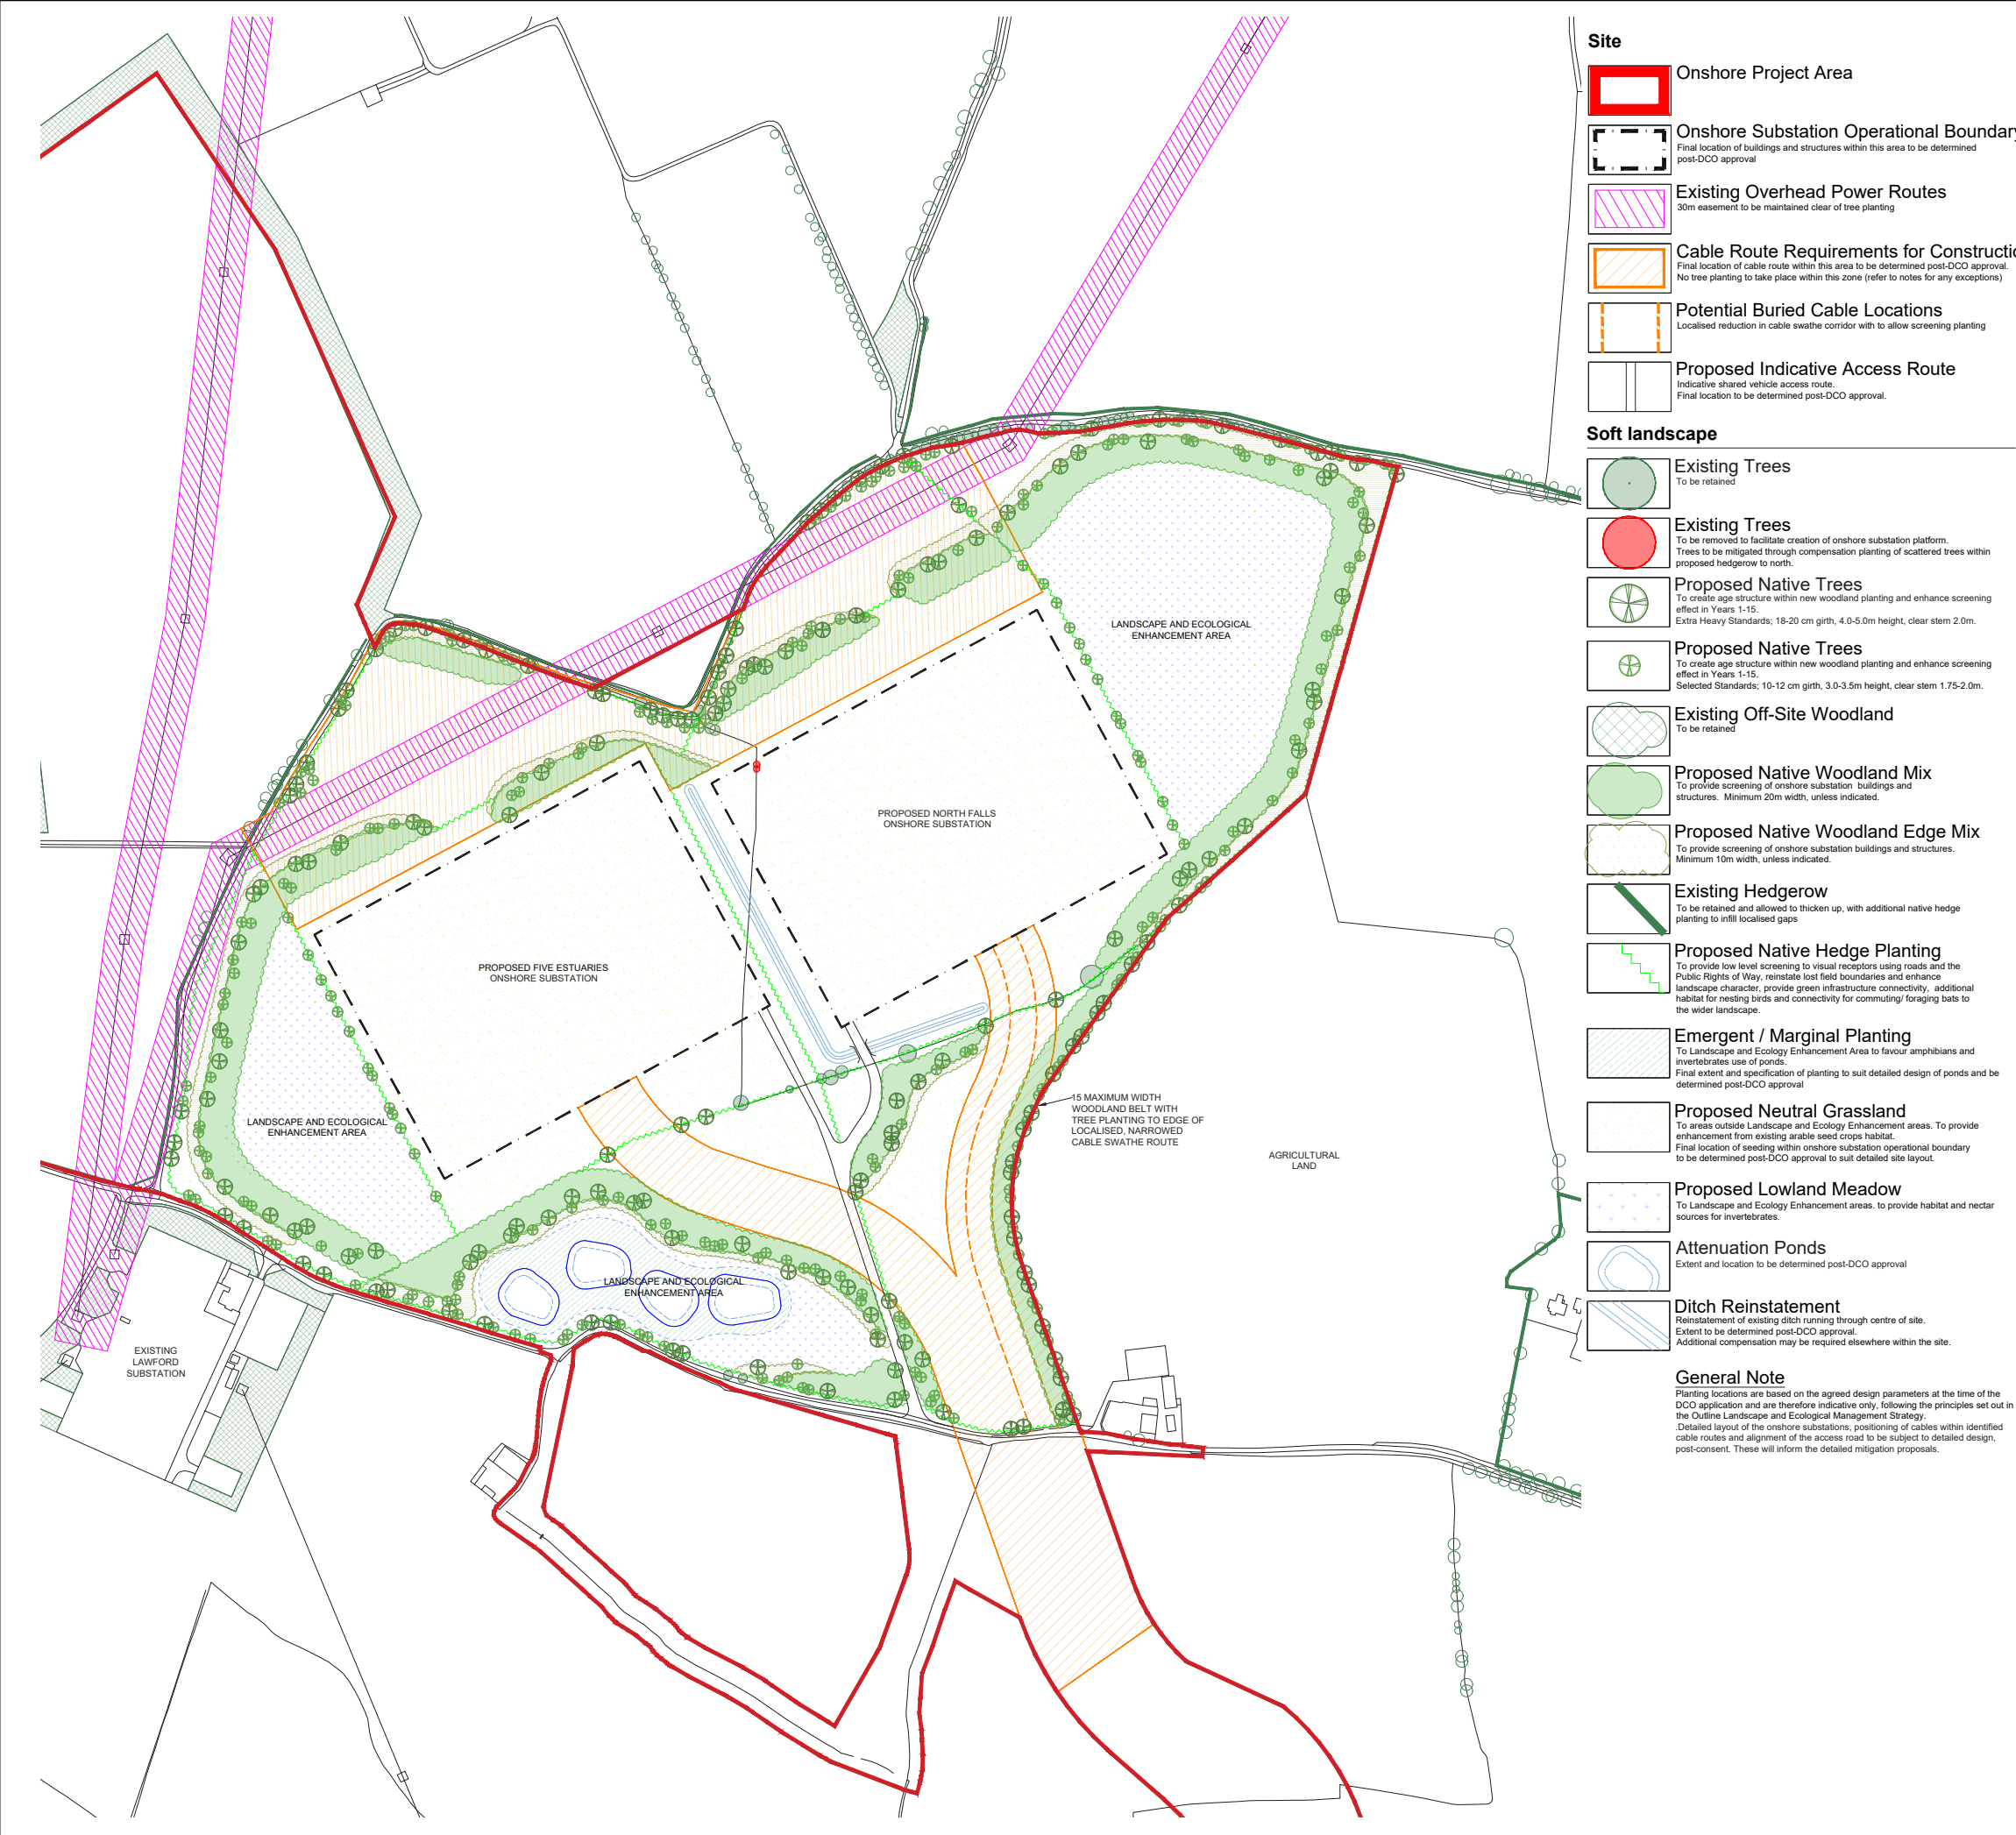 Site
Onshore Project Area
Onshore Substation Operational Boundary
Final location of buildings and structures within this area to be determined
post-DCO approval
Existing Overhead Power Routes
30m easement to be maintained clear of tree planting
Cable Route Requirements for Constructio
Final location of cable route within this area to be determined post-DCO approval.
No tree planting to take place within this zone (refer to notes for any exceptions)
Potential Buried Cable Locations
Localised reduction in cable swathe corridor with to allow screening planting
Proposed Indicative Access Route
Indicative shared vehicle access route.
Final location to be determined post-DCO approval.
Soft landscape
Existing Trees
To be retained
Existing Trees
To be removed to facilitate creation of onshore substation platform.
Trees to be mitigated through compensation planting of scattered trees within
proposed hedgerow to north.
Proposed Native Trees
To create age structure within new woodland planting and enhance screening
effect in Years 1-15.
Extra Heavy Standards; 18-20 cm girth, 4.0-5.0m height, clear stem 2.0m.
Proposed Native Trees
To create age structure within new woodland planting and enhance screening
effect in Years 1-15.
Selected Standards; 10-12 cm girth, 3.0-3.5m height, clear stem 1.75-2.0m.
Existing Off-Site Woodland
To be retained
Proposed Native Woodland Mix
To provide screening of onshore substation buildings and
structures. Minimum 20m width, unless indicated.
Proposed Native Woodland Edge Mix
To provide screening of onshore substation buildings and structures.
Minimum 10m width, unless indicated.
Existing Hedgerow
To be retained and allowed to thicken up, with additional native hedge
planting to infill localised gaps
Proposed Native Hedge Planting
To provide low level screening to visual receptors using roads and the
Public Rights of Way, reinstate lost field boundaries and enhance
landscape character, provide green infrastructure connectivity, additional
habitat for nesting birds and connectivity for commuting/ foraging bats to
the wider landscape.
Emergent / Marginal Planting
To Landscape and Ecology Enhancement Area to favour amphibians and
invertebrates use of ponds.
Final extent and specification of planting to suit detailed design of ponds and be
determined post-DCO approval
Proposed Neutral Grassland
To areas outside Landscape and Ecology Enhancement areas. To provide
enhancement from existing arable seed crops habitat.
Final location of seeding within onshore substation operational boundary
to be determined post-DCO approval to suit detailed site layout.
Proposed Lowland Meadow
To Landscape and Ecology Enhancement areas. to provide habitat and nectar
sources for invertebrates.
Attenuation Ponds
Extent and location to be determined post-DCO approval
Ditch Reinstatement
Reinstatement of existing ditch running through centre of site.
Extent to be determined post-DCO approval.
Additional compensation may be required elsewhere within the site.
General Note
Planting locations are based on the agreed design parameters at the time of the
DCO application and are therefore indicative only, following the principles set out in
the Outline Landscape and Ecological Management Strategy.
.Detailed layout of the onshore substations, positioning of cables within identified
cable routes and alignment of the access road to be subject to detailed design,
post-consent. These will inform the detailed mitigation proposals.
LANDSCAPE AND ECOLOGICAL
ENHANCEMENT AREA
PROPOSED NORTH FALLS
ONSHORE SUBSTATION
PROPOSED FIVE ESTUARIES
ONSHORE SUBSTATION
LANDSCAPE AND ECOLOGICAL
ENHANCEMENT AREA
15 MAXIMUM WIDTH
WOODLAND BELT WITH
TREE PLANTING TO EDGE OF
LOCALISED, NARROWED
CABLE SWATHE ROUTE
AGRICULTURAL
LAND
LANDSCAPE AND ECOLOGICAL
ENHANCEMENT AREA
EXISTING
LAWFORD
SUBSTATION